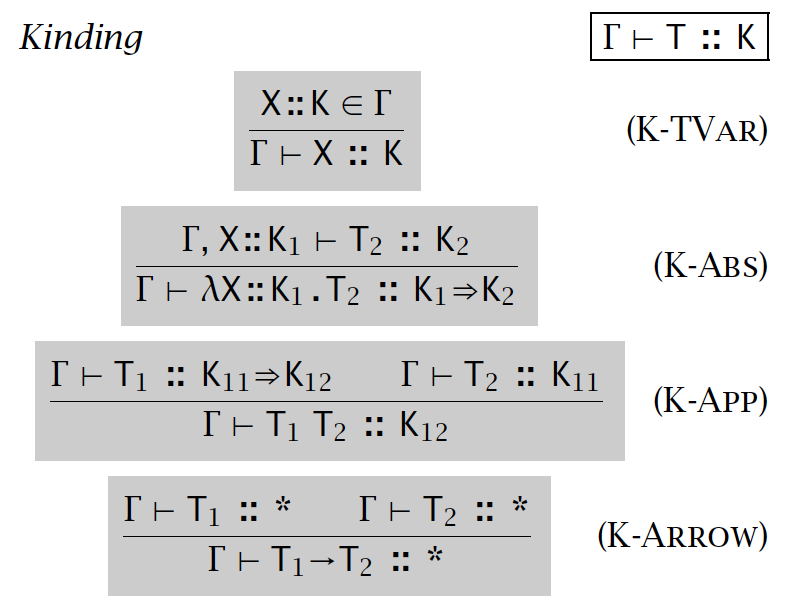 Kinding Γ ⊢ T :: K
X::K ∈ Γ
Γ ⊢ X :: K
(K-TVAR)
Γ, X::K₁ ⊢ T₂ :: K₂
Γ ⊢ λX::K₁.T₂ :: K₁⇒K₂
(K-ABS)
Γ ⊢ T₁ :: K₁₁⇒K₁₂ Γ ⊢ T₂ :: K₁₁
Γ ⊢ T₁ T₂ :: K₁₂
(K-APP)
Γ ⊢ T₁ :: * Γ ⊢ T₂ :: *
Γ ⊢ T₁→T₂ :: *
(K-ARROW)